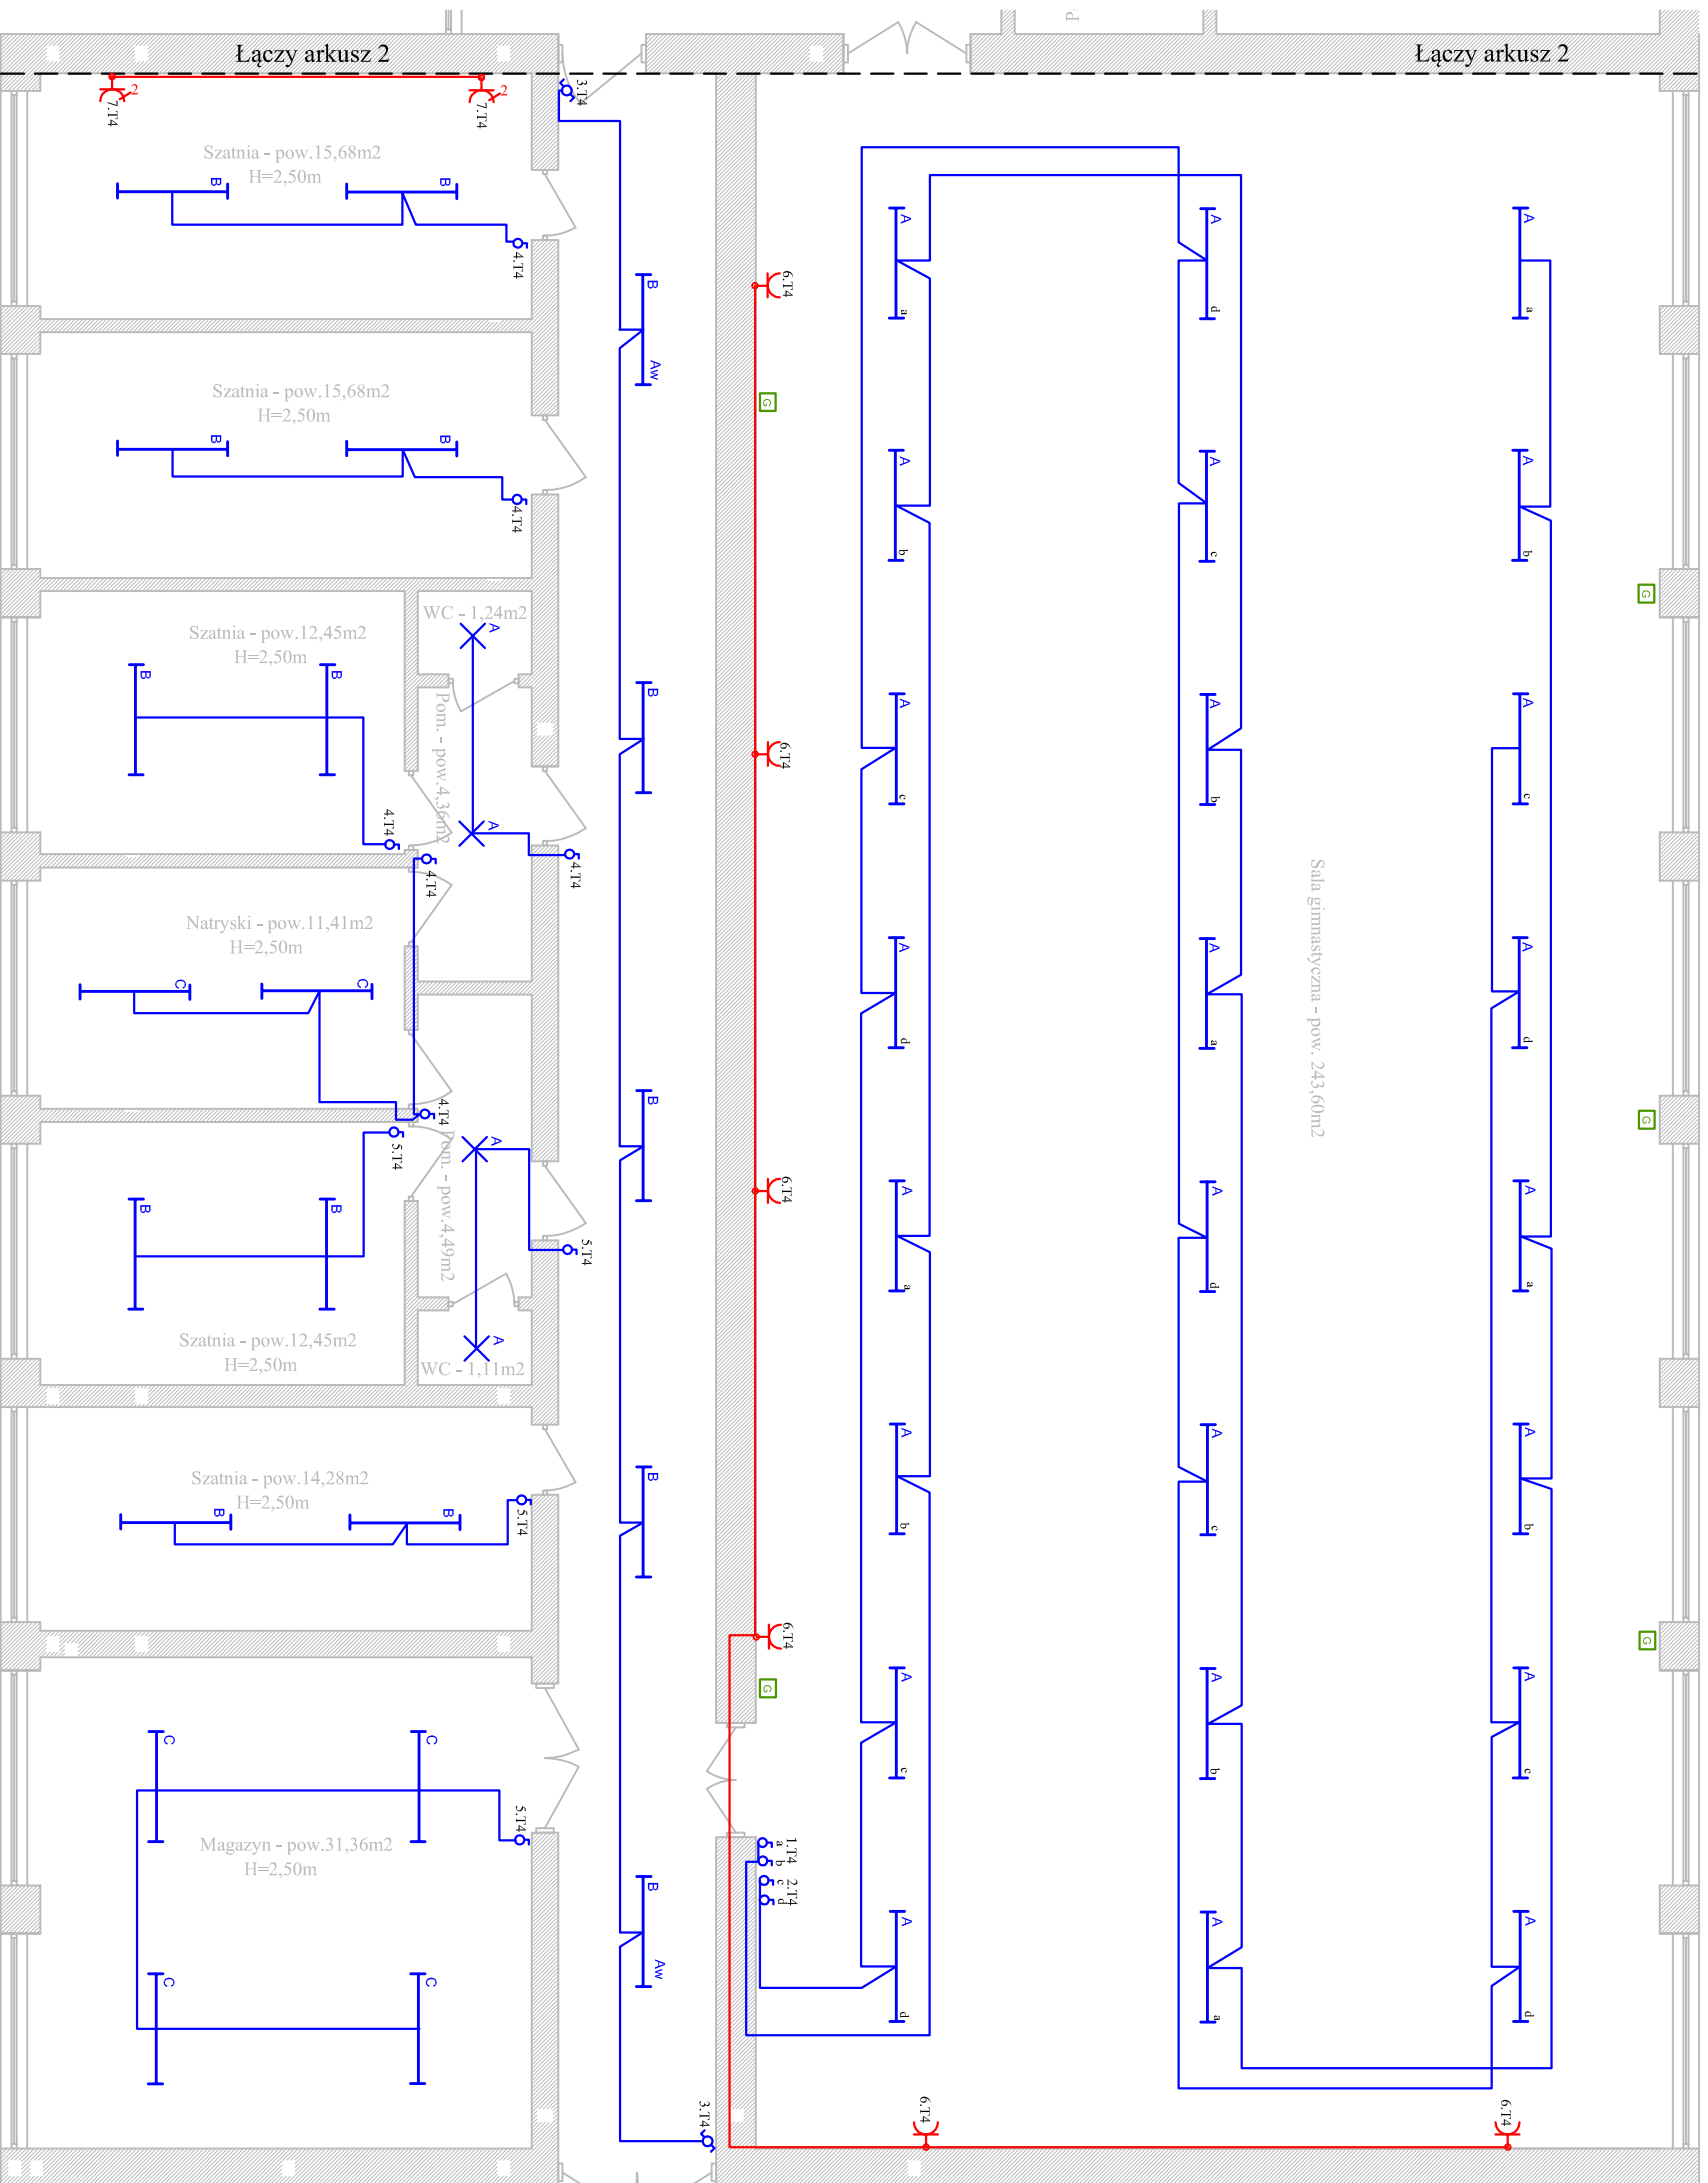 P
Łączy arkusz 2
Łączy arkusz 2
2
7.T4
2
7.T4
3.T4
Szatnia - pow.15,68m2
H=2,50m
B
B
4.T4
B
Aw
6.T4
A
a
A
d
A
a
G
Szatnia - pow.15,68m2
H=2,50m
B
B
4.T4
A
b
A
c
A
b
G
WC - 1,24m2
A
Szatnia - pow.12,45m2
H=2,50m
B
B
Pom. - pow.4,36m2
A
4.T4
4.T4
4.T4
B
6.T4
A
c
A
b
A
c
Sala gimnastyczna - pow. 243,60m2
Natryski - pow.11,41m2
H=2,50m
C
C
A
d
A
a
A
d
4.T4
5.T4
B
G
A
Pom. - pow.4,49m2
5.T4
6.T4
B
B
A
a
A
d
A
a
Szatnia - pow.12,45m2
H=2,50m
A
WC - 1,11m2
Szatnia - pow.14,28m2
H=2,50m
B
B
5.T4
B
A
b
A
c
A
b
6.T4
G
G
A
c
A
b
A
c
C
C
5.T4
Magazyn - pow.31,36m2
H=2,50m
1.T4
a
b
2.T4
c
d
B
Aw
A
d
A
a
A
d
C
C
3.T4
6.T4
6.T4